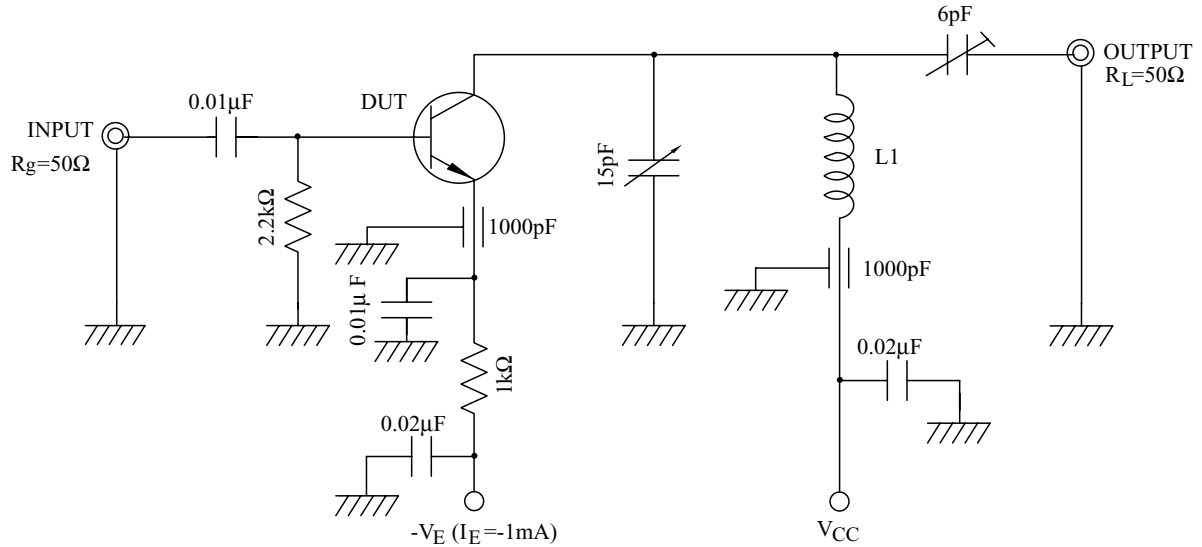 6pF
OUTPUT
R_L=50Ω
0.01μF
DUT
INPUT
Rg=50Ω
15pF
L1
2.2kΩ
1000pF
1000pF
0.01μ F
1kΩ
0.02μF
0.02μF
-V_E (I_E=-1mA)
V_CC